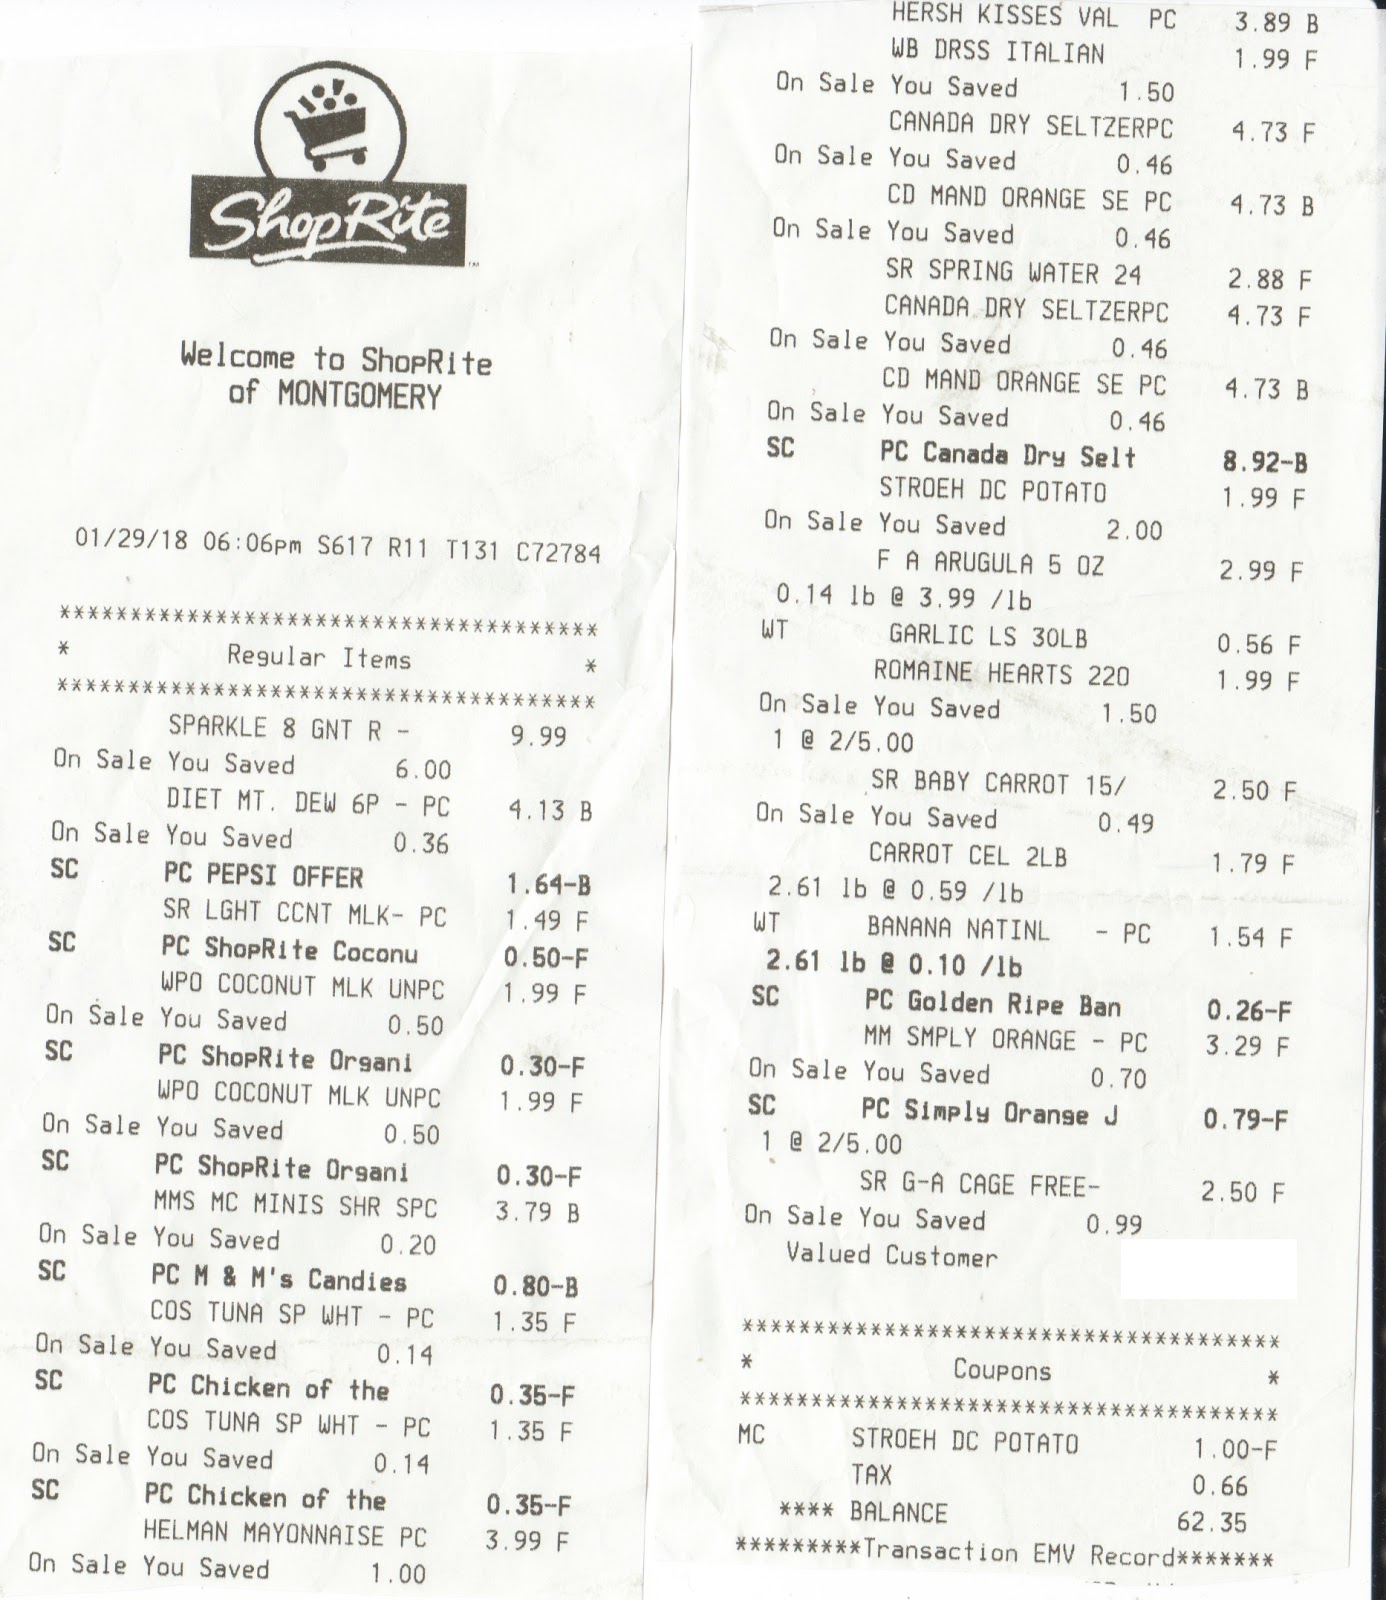 ShopRite
Welcome to ShopRite
of MONTGOMERY
01/29/18 06:06pm S617 R11 T131 C72784
**************************************
* Regular Items *
**************************************
SPARKLE 8 GNT R - 9.99
On Sale You Saved 6.00
DIET MT. DEW 6P - PC 4.13 B
On Sale You Saved 0.36
SC PC PEPSI OFFER 1.64-B
SR LGHT CCNT MLK- PC 1.49 F
SC PC ShopRite Coconu 0.50-F
WPO COCONUT MLK UNPC 1.99 F
On Sale You Saved 0.50
SC PC ShopRite Organi 0.30-F
WPO COCONUT MLK UNPC 1.99 F
On Sale You Saved 0.50
SC PC ShopRite Organi 0.30-F
MMS MC MINIS SHR SPC 3.79 B
On Sale You Saved 0.20
SC PC M & M's Candies 0.80-B
COS TUNA SP WHT - PC 1.35 F
On Sale You Saved 0.14
SC PC Chicken of the 0.35-F
COS TUNA SP WHT - PC 1.35 F
On Sale You Saved 0.14
SC PC Chicken of the 0.35-F
HELMAN MAYONNAISE PC 3.99 F
On Sale You Saved 1.00
HERSH KISSES VAL PC 3.89 B
WB DRSS ITALIAN 1.99 F
On Sale You Saved 1.50
CANADA DRY SELTZERPC 4.73 F
On Sale You Saved 0.46
CD MAND ORANGE SE PC 4.73 B
On Sale You Saved 0.46
SR SPRING WATER 24 2.88 F
CANADA DRY SELTZERPC 4.73 F
On Sale You Saved 0.46
CD MAND ORANGE SE PC 4.73 B
On Sale You Saved 0.46
SC PC Canada Dry Selt 8.92-B
STROEH DC POTATO 1.99 F
On Sale You Saved 2.00
F A ARUGULA 5 OZ 2.99 F
0.14 lb @ 3.99 /lb
WT GARLIC LS 30LB 0.56 F
ROMAINE HEARTS 220 1.99 F
On Sale You Saved 1.50
1 @ 2/5.00
SR BABY CARROT 15/ 2.50 F
On Sale You Saved 0.49
CARROT CEL 2LB 1.79 F
2.61 lb @ 0.59 /lb
WT BANANA NATINL - PC 1.54 F
2.61 lb @ 0.10 /lb
SC PC Golden Ripe Ban 0.26-F
MM SMPLY ORANGE - PC 3.29 F
On Sale You Saved 0.70
SC PC Simply Orange J 0.79-F
1 @ 2/5.00
SR G-A CAGE FREE- 2.50 F
On Sale You Saved 0.99
Valued Customer
**************************************
* Coupons *
**************************************
MC STROEH DC POTATO 1.00-F
TAX 0.66
**** BALANCE 62.35
*********Transaction EMV Record*******